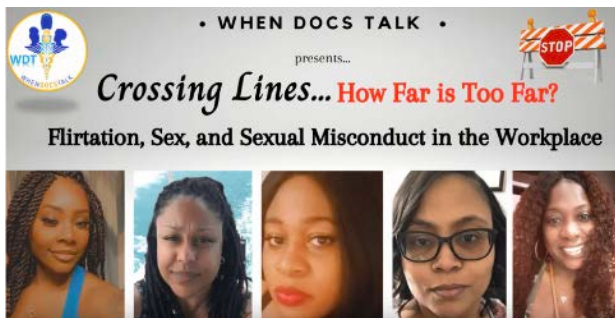 • WHEN DOCS TALK •
presents...
Crossing Lines... How Far is Too Far?
Flirtation, Sex, and Sexual Misconduct in the Workplace
WDT
WHENDOCSTALK
STOP